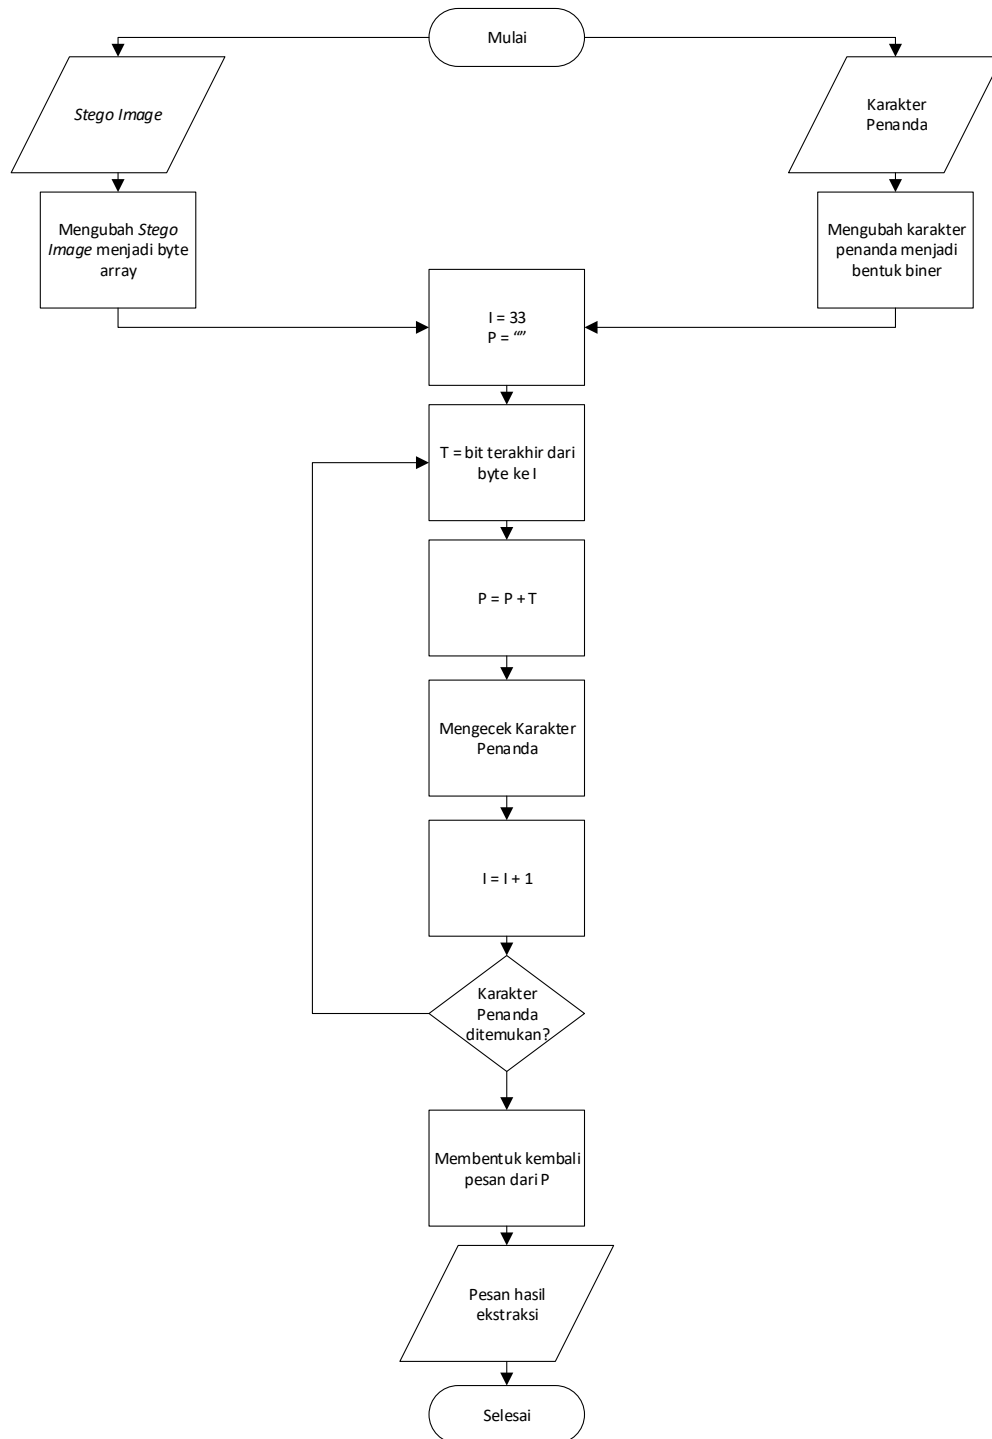 Mulai
Stego Image
Karakter
Penanda
Mengubah Stego
Image menjadi byte
array
Mengubah karakter
penanda menjadi
bentuk biner
I = 33
P = “”
T = bit terakhir dari
byte ke I
P = P + T
Mengecek Karakter
Penanda
I = I + 1
Karakter
Penanda
ditemukan?
Membentuk kembali
pesan dari P
Pesan hasil
ekstraksi
Selesai